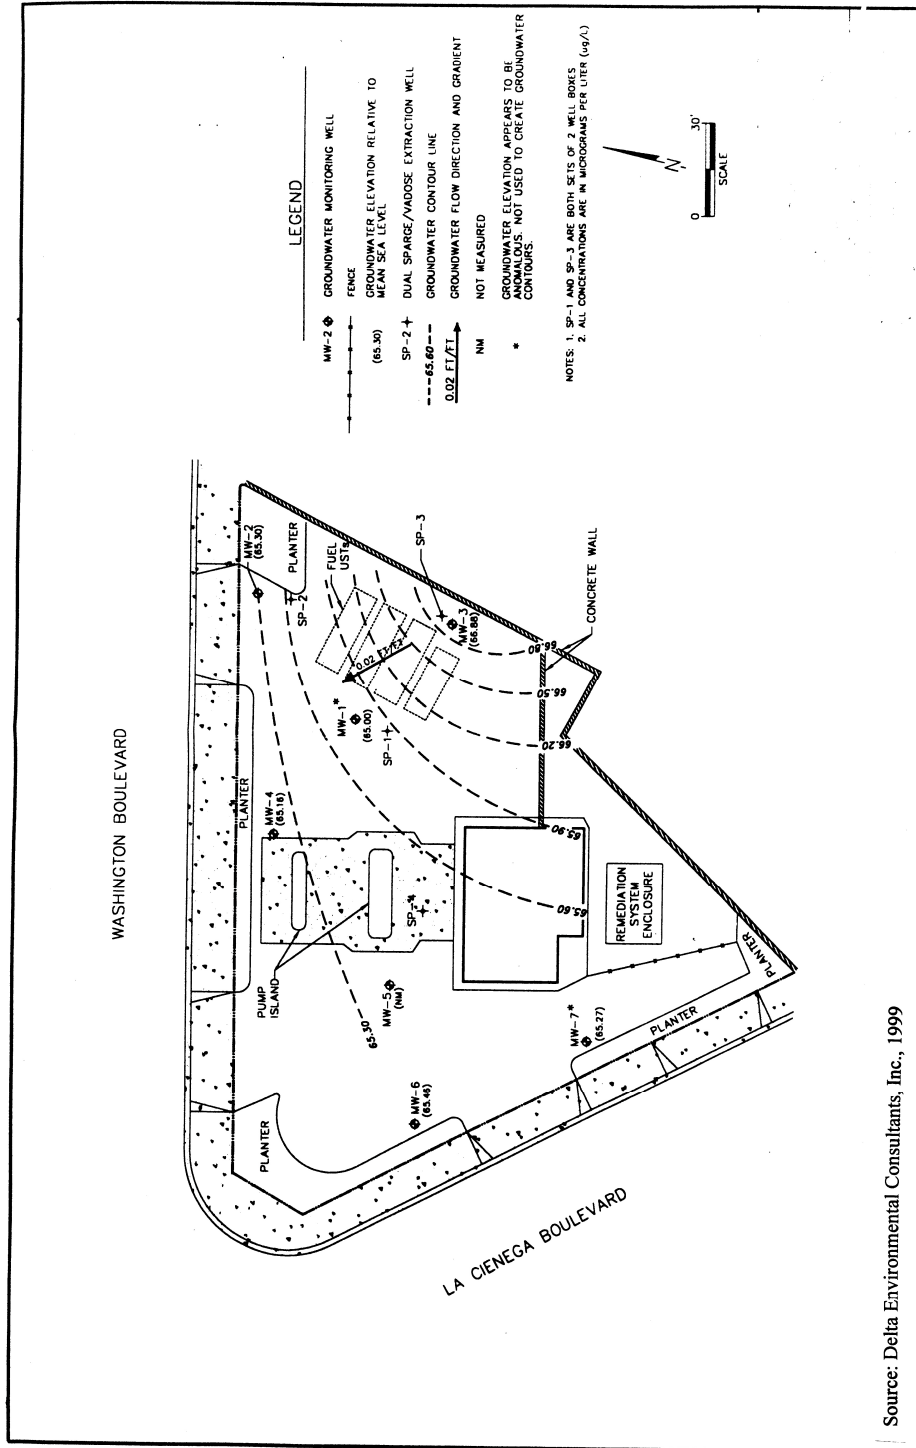 WASHINGTON BOULEVARD
LEGEND
MW-2 GROUNDWATER MONITORING WELL
FENCE
(65.30) GROUNDWATER ELEVATION RELATIVE TO
MEAN SEA LEVEL
SP-2 DUAL SPARGE/VADOSE EXTRACTION WELL
65.60 GROUNDWATER CONTOUR LINE
0.02 FT/FT GROUNDWATER FLOW DIRECTION AND GRADIENT
NM NOT MEASURED
* GROUNDWATER ELEVATION APPEARS TO BE
ANOMALOUS. NOT USED TO CREATE GROUNDWATER
CONTOURS.
NOTES: 1. SP-1 AND SP-3 ARE BOTH SETS OF 2 WELL BOXES
2. ALL CONCENTRATIONS ARE IN MICROGRAMS PER LITER (ug/L)
N
0 30'
SCALE
MW-2
(65.30)
PLANTER
SP-2
FUEL
USTs
SP-3
MW-3
(66.88)
CONCRETE WALL
0.02 FT/FT
MW-1*
(65.00)
SP-1
66.80
66.50
66.20
65.90
65.60
65.30
PLANTER
MW-4
(65.16)
PUMP
ISLAND
SP-4
MW-5
(NM)
REMEDIATION
SYSTEM
ENCLOSURE
PLANTER
MW-7*
(65.27)
PLANTER
MW-6
(65.46)
PLANTER
LA CIENEGA BOULEVARD
Source: Delta Environmental Consultants, Inc., 1999